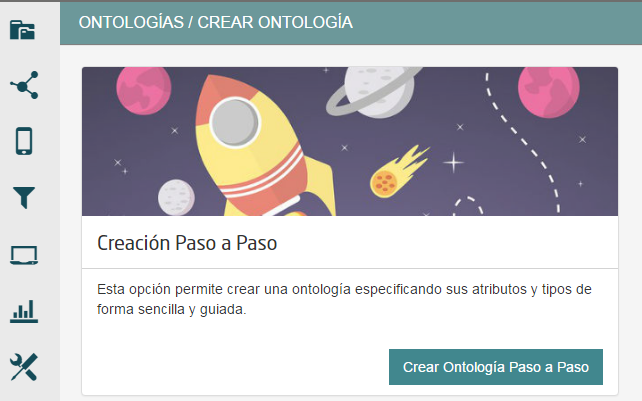 ONTOLOGÍAS / CREAR ONTOLOGÍA
Creación Paso a Paso
Esta opción permite crear una ontología especificando sus atributos y tipos de
forma sencilla y guiada.
Crear Ontología Paso a Paso